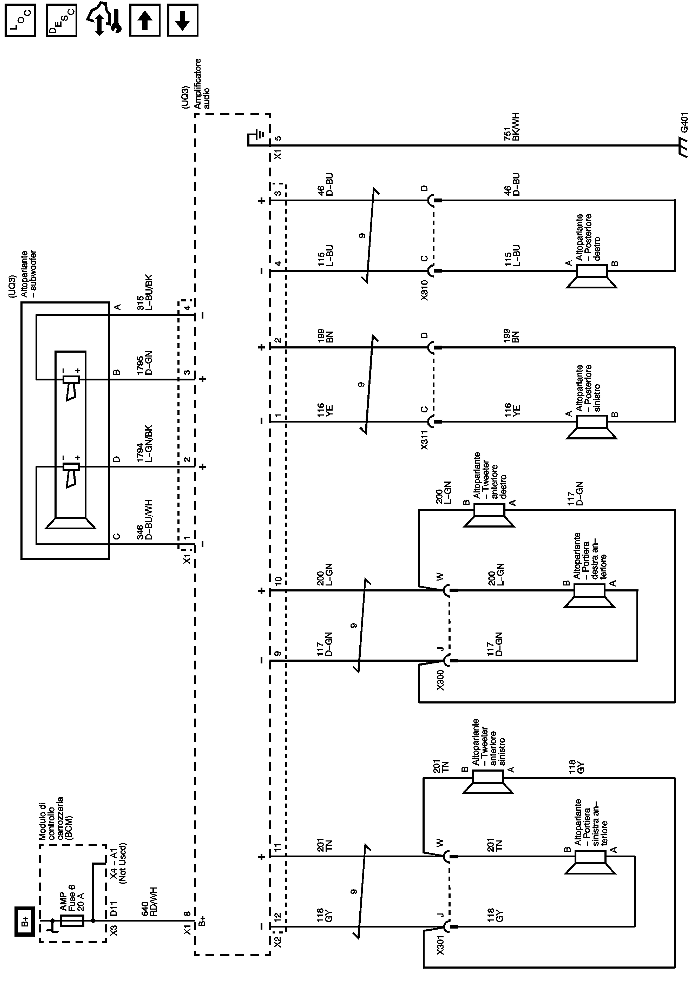 LOC
DESC
(UQ3)
Amplificatore
audio
5
X1
751
BK/WH
G401
+
3
46
D-BU
D
46
D-BU
9
-
4
115
L-BU
C
X310
115
L-BU
A
B
Altoparlante
- Posteriore
destro
(UQ3)
Altoparlante
- subwoofer
A
315
L-BU/BK
4
-
B
1795
D-GN
3
+
D
1794
L-GN/BK
2
+
C
346
D-BU/WH
1
X1
-
-
+
-
+
+
2
199
BN
D
199
BN
9
-
1
116
YE
C
X311
116
YE
A
B
Altoparlante
- Posteriore
sinistro
200
L-GN
B
A
Altoparlante
- Tweeter
anteriore
destro
117
D-GN
+
10
200
L-GN
W
200
L-GN
B
A
Altoparlante
- Portiera
destra an-
teriore
9
-
9
117
D-GN
J
X300
117
D-GN
201
TN
B
A
Altoparlante
- Tweeter
anteriore
sinistro
118
GY
+
11
201
TN
W
201
TN
B
A
Altoparlante
- Portiera
sinistra an-
teriore
9
-
12
X2
118
GY
J
X301
118
GY
Modulo di
controllo
carrozzeria
(BCM)
B+
AMP
Fuse 6
20 A
X4 - A1
(Not Used)
D11
X3
640
RD/WH
8
X1
B+